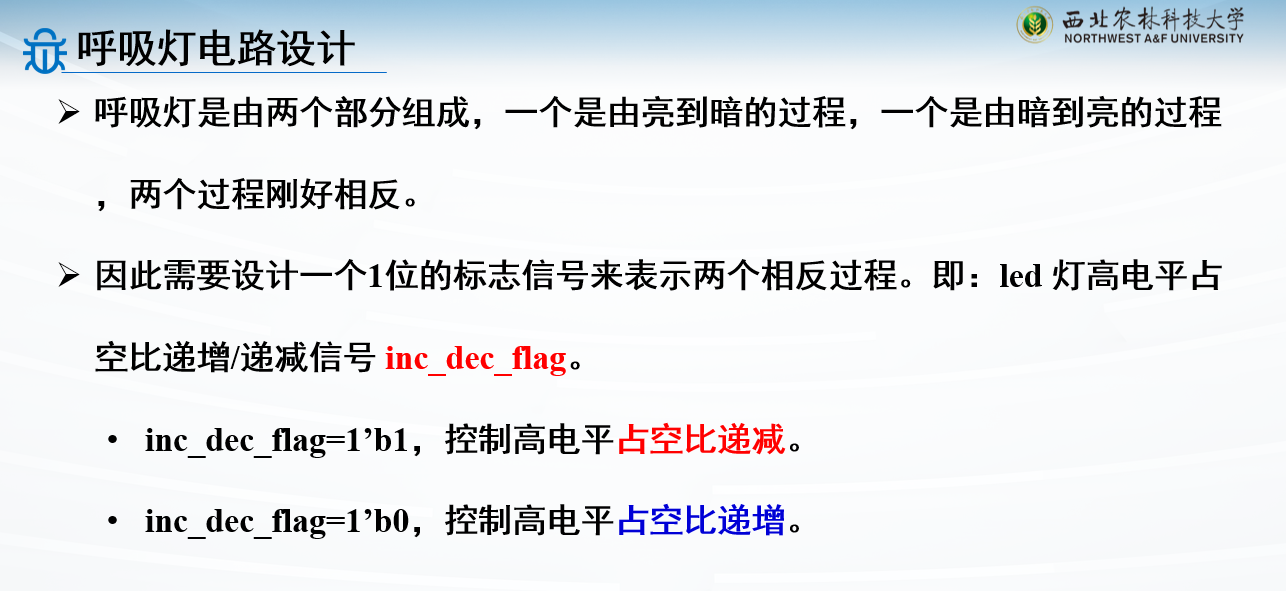 西北农林科技大学
NORTHWEST A&F UNIVERSITY
呼吸灯电路设计
➢ 呼吸灯是由两个部分组成，一个是由亮到暗的过程，一个是由暗到亮的过程
，两个过程刚好相反。
➢ 因此需要设计一个1位的标志信号来表示两个相反过程。即：led 灯高电平占
空比递增/递减信号 inc_dec_flag。
• inc_dec_flag=1’b1，控制高电平占空比递减。
• inc_dec_flag=1’b0，控制高电平占空比递增。